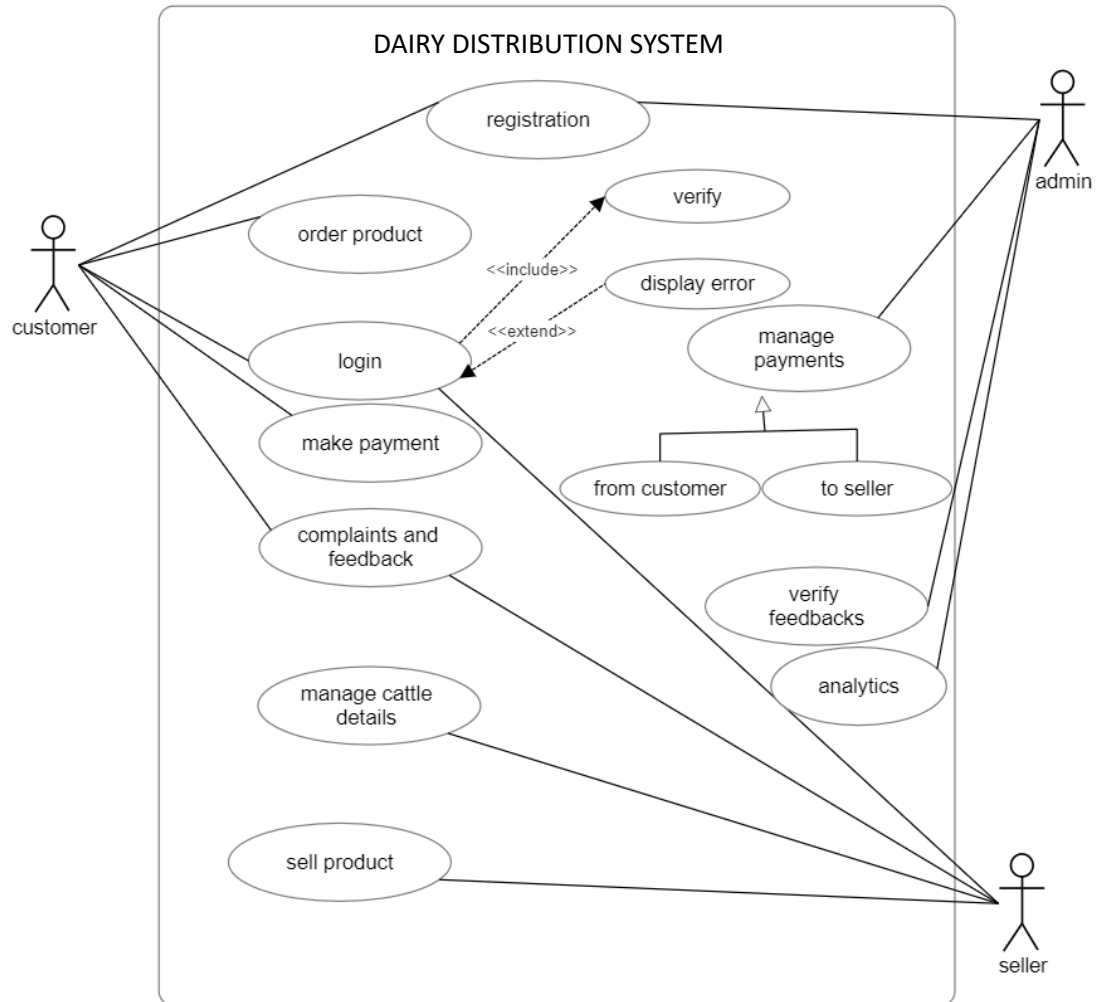 DAIRY DISTRIBUTION SYSTEM
registration
admin
verify
order product
customer
<<include>>
display error
<<extend>>
manage
payments
login
make payment
from customer
to seller
complaints and
feedback
verify
feedbacks
manage cattle
details
analytics
sell product
seller